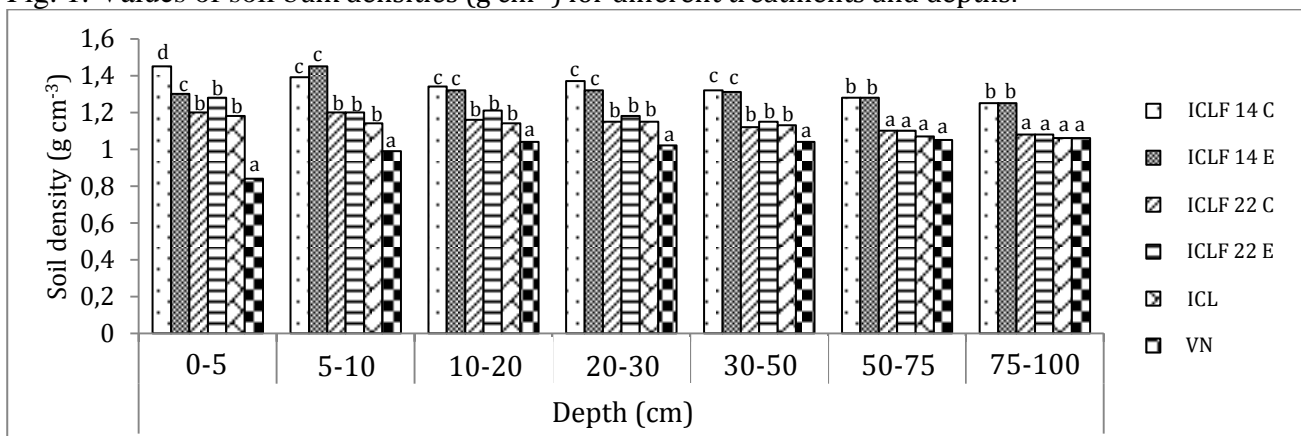 Fig. 1. Values of soil bulk densities (g cm⁻³) for different treatments and depths.
1,6
1,4
1,2
1
0,8
0,6
0,4
0,2
0
Soil density (g cm⁻³)
d c b b b a
c c b b b a
c c b b b a
c c b b b a
c c b b b a
b b a a a a
b b a a a a
0-5 5-10 10-20 20-30 30-50 50-75 75-100
Depth (cm)
ICLF 14 C
ICLF 14 E
ICLF 22 C
ICLF 22 E
ICL
VN